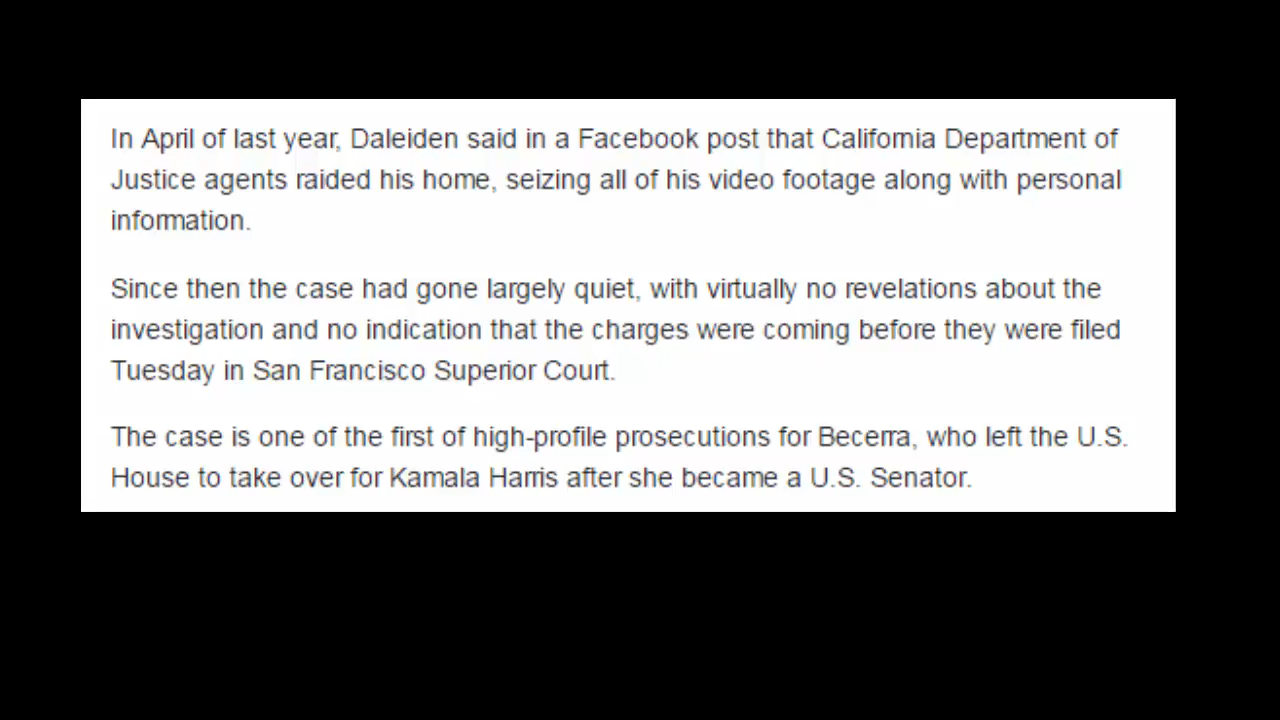 In April of last year, Daleiden said in a Facebook post that California Department of
Justice agents raided his home, seizing all of his video footage along with personal
information.
Since then the case had gone largely quiet, with virtually no revelations about the
investigation and no indication that the charges were coming before they were filed
Tuesday in San Francisco Superior Court.
The case is one of the first of high-profile prosecutions for Becerra, who left the U.S.
House to take over for Kamala Harris after she became a U.S. Senator.